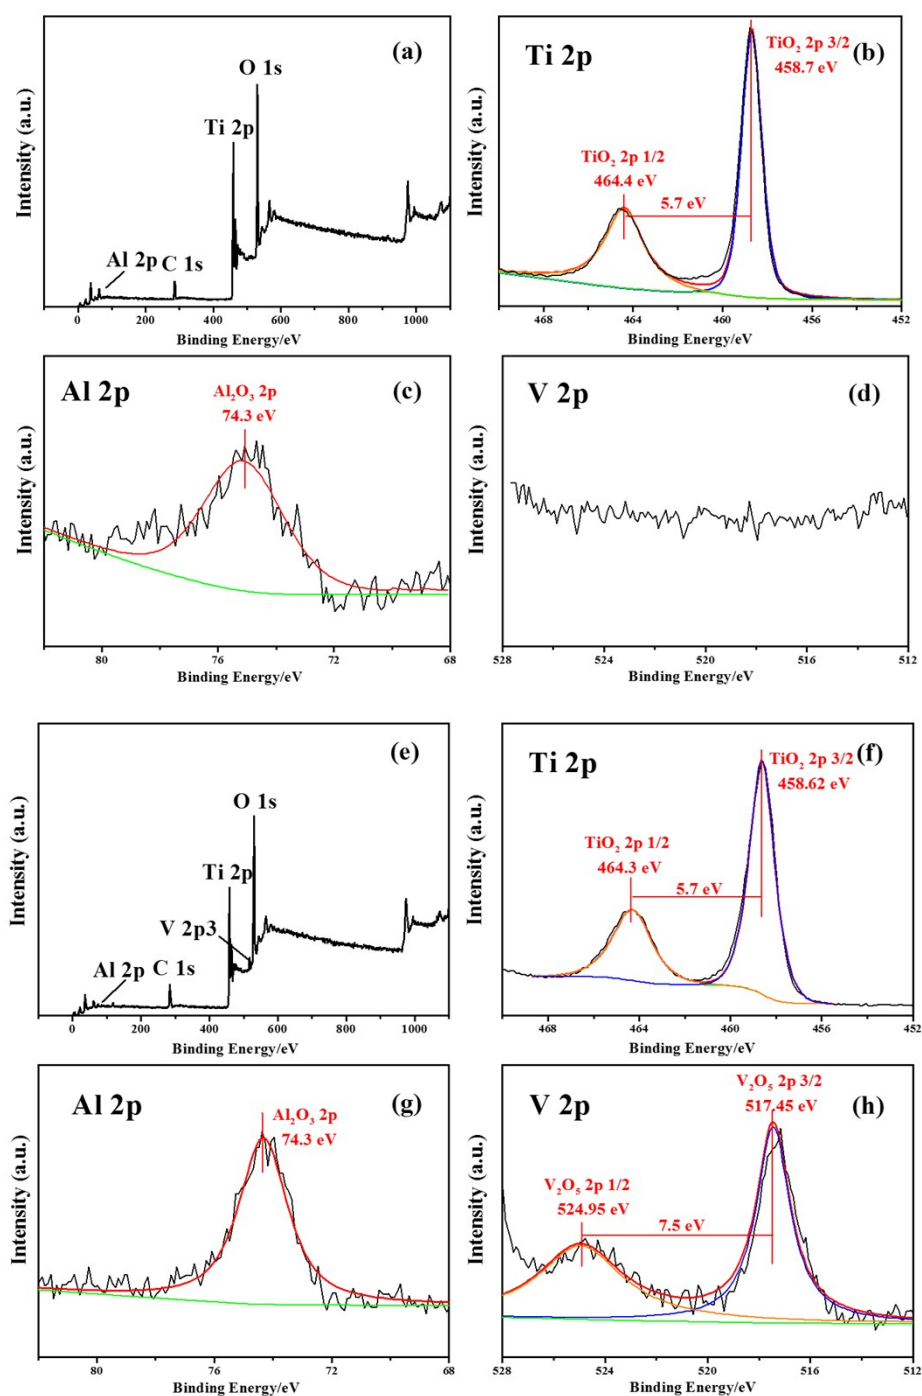 (a)
O 1s
Ti 2p
Al 2p
C 1s
Intensity (a.u.)
0 200 400 600 800 1000
Binding Energy/eV
Ti 2p
(b)
TiO₂ 2p 3/2
458.7 eV
TiO₂ 2p 1/2
464.4 eV
5.7 eV
Intensity (a.u.)
468 464 460 456 452
Binding Energy/eV
Al 2p
(c)
Al₂O₃ 2p
74.3 eV
Intensity (a.u.)
80 76 72 68
Binding Energy/eV
V 2p
(d)
Intensity (a.u.)
528 524 520 516 512
Binding Energy/eV
(e)
O 1s
Ti 2p
V 2p3
Al 2p
C 1s
Intensity (a.u.)
0 200 400 600 800 1000
Binding Energy/eV
Ti 2p
(f)
TiO₂ 2p 3/2
458.62 eV
TiO₂ 2p 1/2
464.3 eV
5.7 eV
Intensity (a.u.)
468 464 460 456 452
Binding Energy/eV
Al 2p
(g)
Al₂O₃ 2p
74.3 eV
Intensity (a.u.)
80 76 72 68
Binding Energy/eV
V 2p
(h)
V₂O₅ 2p 3/2
517.45 eV
V₂O₅ 2p 1/2
524.95 eV
7.5 eV
Intensity (a.u.)
528 524 520 516 512
Binding Energy/eV